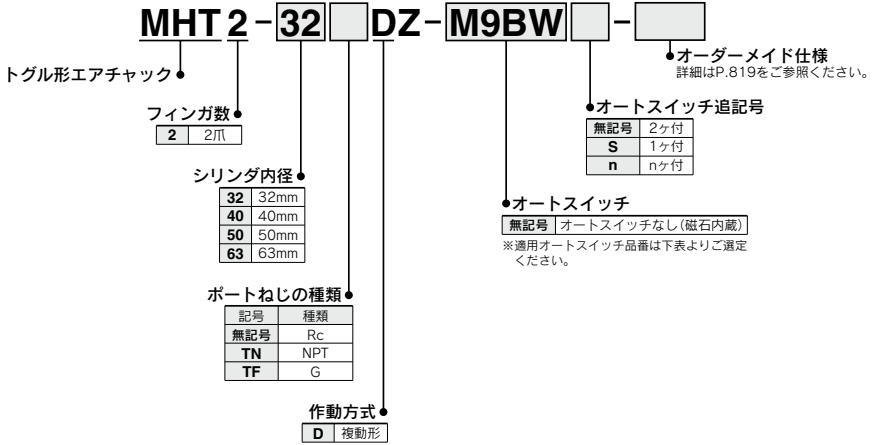 MHT2-32 DZ-M9BW -
トグル形エアチャック
オーダーメイド仕様
詳細はP.819をご参照ください。
フィンガ数
2 2爪
オートスイッチ追記号
無記号 2ヶ付
S 1ヶ付
n nヶ付
シリンダ内径
32 32mm
40 40mm
50 50mm
63 63mm
オートスイッチ
無記号 オートスイッチなし(磁石内蔵)
※適用オートスイッチ品番は下表よりご選定
ください。
ポートねじの種類
記号 種類
無記号 Rc
TN NPT
TF G
作動方式
D 複動形